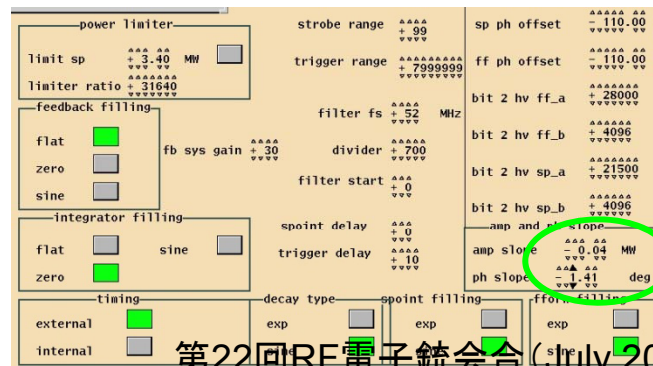 power limiter
limit sp + 3.40 MW
limiter ratio + 31640
feedback filling
flat
zero
sine
fb sys gain + 30
integrator filling
flat sine
zero
timing
external
internal
strobe range + 99
trigger range + 7999999
filter fs + 52 MHz
divider + 700
filter start + 0
spoint delay + 0
trigger delay + 10
decay type
exp
spoint filling
exp
sp ph offset - 110.00
ff ph offset - 110.00
bit 2 hv ff_a + 28000
bit 2 hv ff_b + 4096
bit 2 hv sp_a + 21500
bit 2 hv sp_b + 4096
amp and ph slope
amp slope - 0.04 MW
ph slope - 1.41 deg
fform filling
exp
第22回RF電子銃会合(July 20